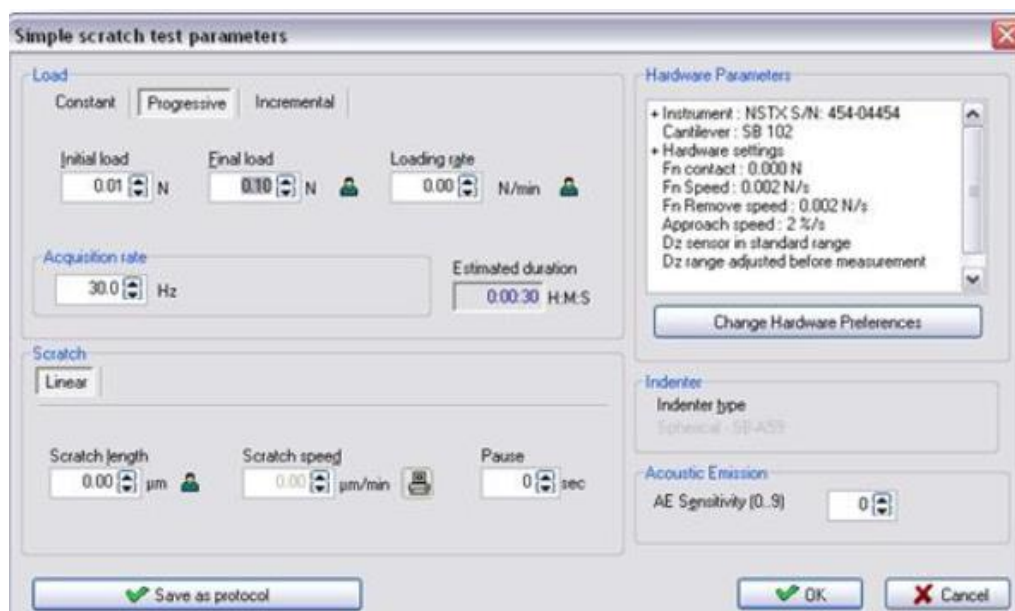 Simple scratch test parameters
Load
Constant Progressive Incremental
Initial load Final load Loading rate
0.01 N 0.10 N 0.00 N/min
Acquisition rate
30.0 Hz
Estimated duration
0:00:30 H:M:S
Scratch
Linear
Scratch length Scratch speed Pause
0.00 µm 0.00 µm/min 0 sec
Save as protocol
Hardware Parameters
+ Instrument : NSTX S/N: 454-04454
Cantilever : SB 102
+ Hardware settings
Fn contact : 0.000 N
Fn Speed : 0.002 N/s
Fn Remove speed : 0.002 N/s
Approach speed : 2 %/s
Dz sensor in standard range
Dz range adjusted before measurement
Change Hardware Preferences
Indenter
Indenter type
Spherical - SB-A59
Acoustic Emission
AE Sensitivity (0..9) 0
OK Cancel